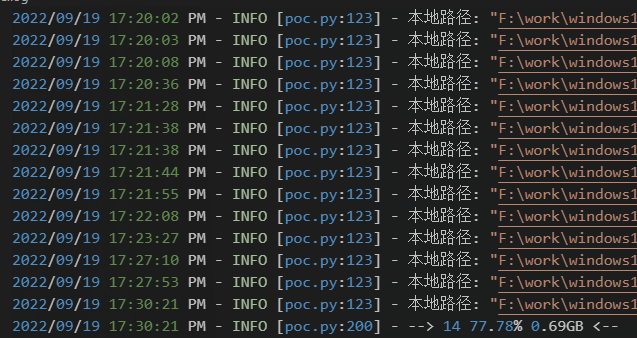 2022/09/19 17:20:02 PM - INFO [poc.py:123] - 本地路径: "F:\work\windows1
2022/09/19 17:20:03 PM - INFO [poc.py:123] - 本地路径: "F:\work\windows1
2022/09/19 17:20:08 PM - INFO [poc.py:123] - 本地路径: "F:\work\windows1
2022/09/19 17:20:36 PM - INFO [poc.py:123] - 本地路径: "F:\work\windows1
2022/09/19 17:21:28 PM - INFO [poc.py:123] - 本地路径: "F:\work\windows1
2022/09/19 17:21:38 PM - INFO [poc.py:123] - 本地路径: "F:\work\windows1
2022/09/19 17:21:38 PM - INFO [poc.py:123] - 本地路径: "F:\work\windows1
2022/09/19 17:21:44 PM - INFO [poc.py:123] - 本地路径: "F:\work\windows1
2022/09/19 17:21:55 PM - INFO [poc.py:123] - 本地路径: "F:\work\windows1
2022/09/19 17:22:08 PM - INFO [poc.py:123] - 本地路径: "F:\work\windows1
2022/09/19 17:23:27 PM - INFO [poc.py:123] - 本地路径: "F:\work\windows1
2022/09/19 17:27:10 PM - INFO [poc.py:123] - 本地路径: "F:\work\windows1
2022/09/19 17:27:53 PM - INFO [poc.py:123] - 本地路径: "F:\work\windows1
2022/09/19 17:30:21 PM - INFO [poc.py:123] - 本地路径: "F:\work\windows1
2022/09/19 17:30:21 PM - INFO [poc.py:200] - --> 14 77.78% 0.69GB <--